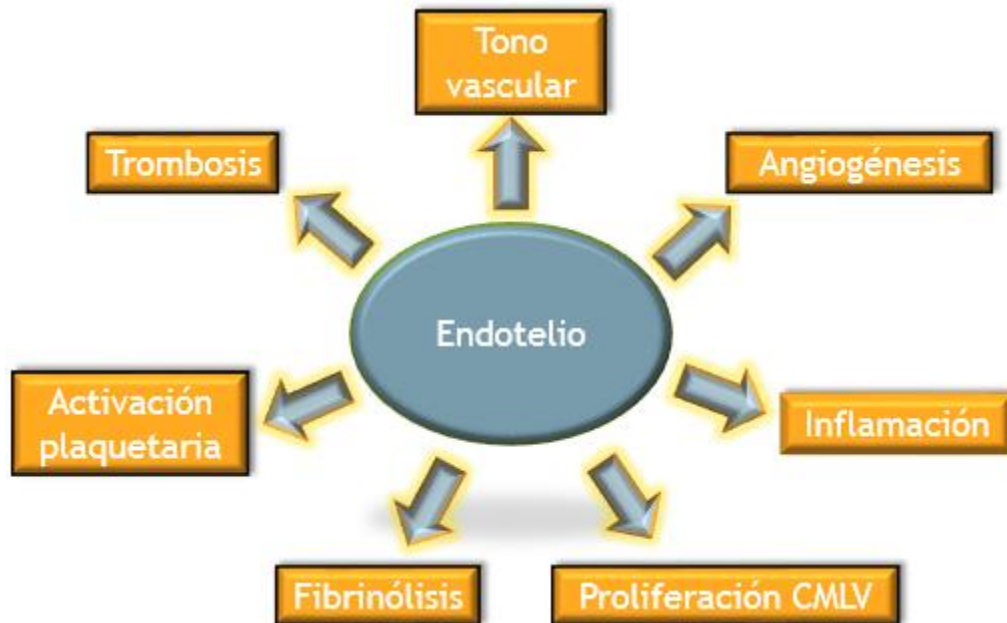 Tono
vascular
Trombosis
Angiogénesis
Endotelio
Activación
plaquetaria
Inflamación
Fibrinólisis
Proliferación CMLV